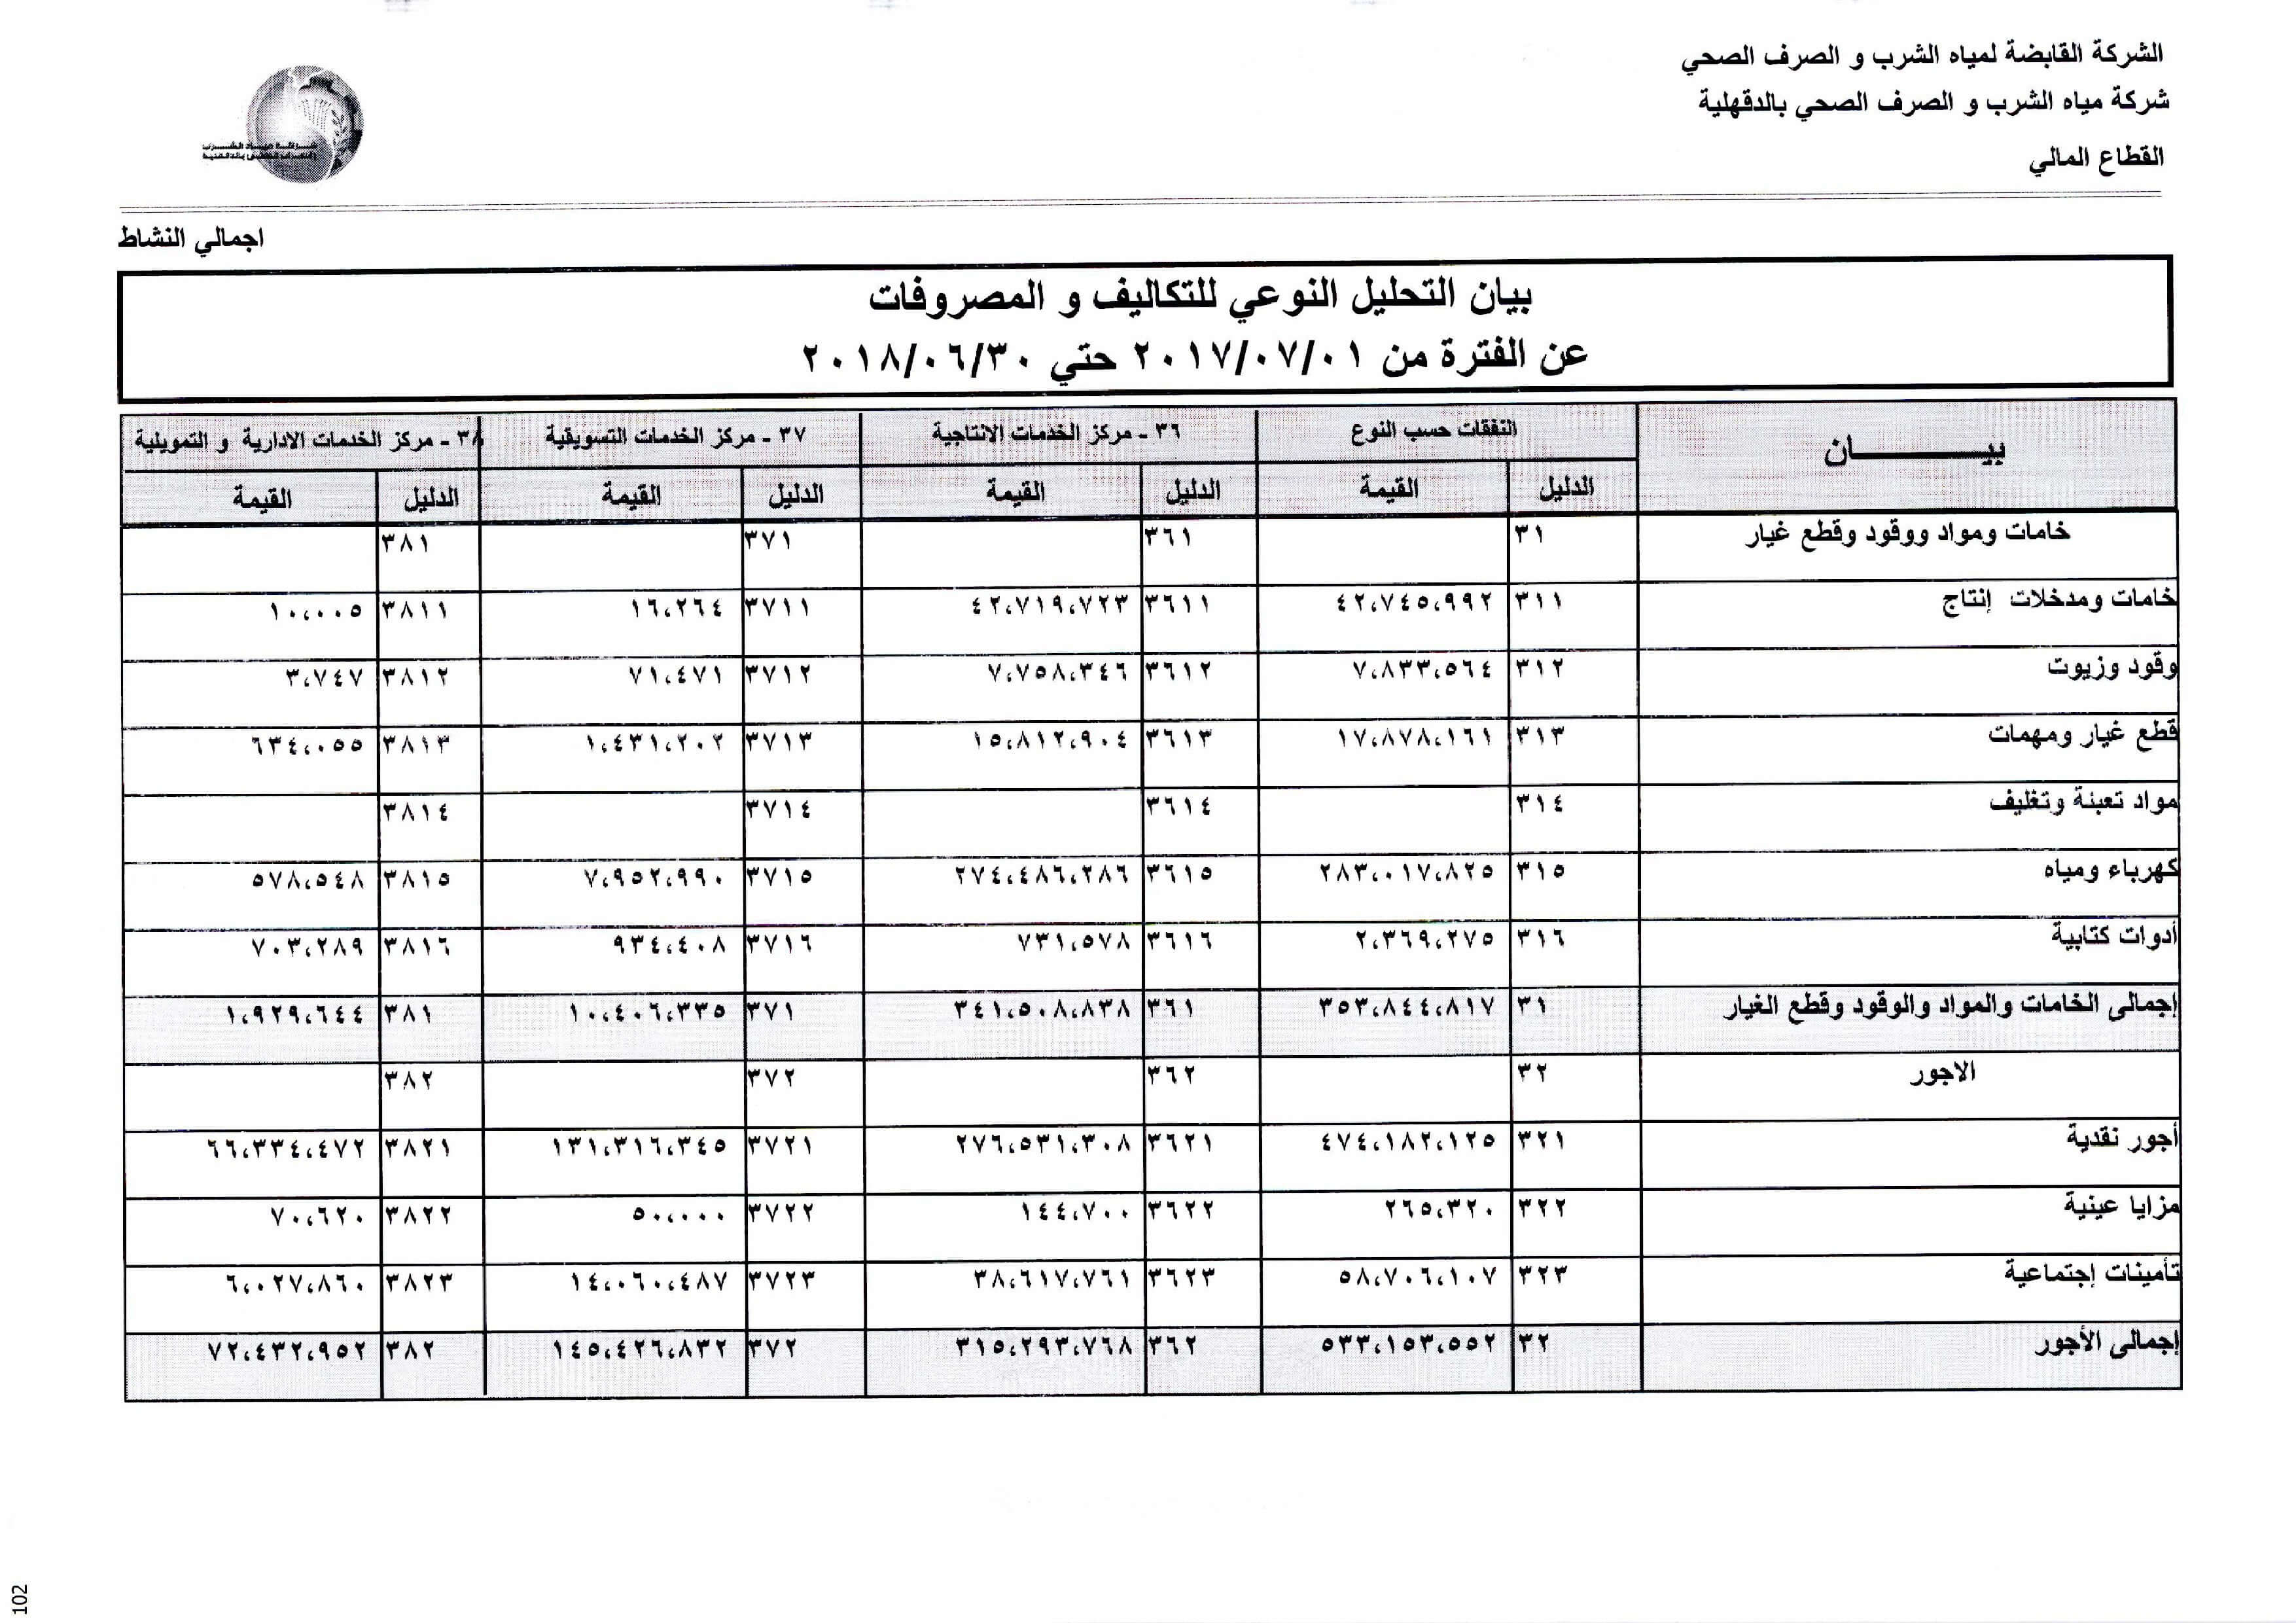 الشركة القابضة لمياه الشرب و الصرف الصحي
شركة مياه الشرب و الصرف الصحي بالدقهلية
القطاع المالي
اجمالي النشاط
بيان التحليل النوعي للتكاليف و المصروفات
عن الفترة من ٢٠١٧/٠٧/٠١ حتي ٢٠١٨/٠٦/٣٠
بيـــــــــان النفقات حسب النوع ٣٦ - مركز الخدمات الانتاجية ٣٧ - مركز الخدمات التسويقية ٣٨ - مركز الخدمات الادارية و التمويلية
الدليل القيمة الدليل القيمة الدليل القيمة الدليل القيمة
خامات ومواد ووقود وقطع غيار ٣١ ٣٦١ ٣٧١ ٣٨١
خامات ومدخلات إنتاج ٣١١ ٤٢،٧٤٥،٩٩٢ ٣٦١١ ٤٢،٧١٩،٧٢٣ ٣٧١١ ١٦،٢٦٤ ٣٨١١ ١٠،٠٠٥
وقود وزيوت ٣١٢ ٧،٨٣٣،٥٦٤ ٣٦١٢ ٧،٧٥٨،٣٤٦ ٣٧١٢ ٧١،٤٧١ ٣٨١٢ ٣،٧٤٧
قطع غيار ومهمات ٣١٣ ١٧،٨٧٨،١٦١ ٣٦١٣ ١٥،٨١٢،٩٠٤ ٣٧١٣ ١،٤٣١،٢٠٢ ٣٨١٣ ٦٣٤،٠٥٥
مواد تعبئة وتغليف ٣١٤ ٣٦١٤ ٣٧١٤ ٣٨١٤
كهرباء ومياه ٣١٥ ٢٨٣،٠١٧،٨٢٥ ٣٦١٥ ٢٧٤،٤٨٦،٢٨٦ ٣٧١٥ ٧،٩٥٢،٩٩٠ ٣٨١٥ ٥٧٨،٥٤٨
أدوات كتابية ٣١٦ ٢،٣٦٩،٢٧٥ ٣٦١٦ ٧٣١،٥٧٨ ٣٧١٦ ٩٣٤،٤٠٨ ٣٨١٦ ٧٠٣،٢٨٩
إجمالى الخامات والمواد والوقود وقطع الغيار ٣١ ٣٥٣،٨٤٤،٨١٧ ٣٦١ ٣٤١،٥٠٨،٨٣٨ ٣٧١ ١٠،٤٠٦،٣٣٥ ٣٨١ ١،٩٢٩،٦٤٤
الاجور ٣٢ ٣٦٢ ٣٧٢ ٣٨٢
أجور نقدية ٣٢١ ٤٧٤،١٨٢،١٢٥ ٣٦٢١ ٢٧٦،٥٣١،٣٠٨ ٣٧٢١ ١٣١،٣١٦،٣٤٥ ٣٨٢١ ٦٦،٣٣٤،٤٧٢
مزايا عينية ٣٢٢ ٢٦٥،٣٢٠ ٣٦٢٢ ١٤٤،٧٠٠ ٣٧٢٢ ٥٠،٠٠٠ ٣٨٢٢ ٧٠،٦٢٠
تأمينات إجتماعية ٣٢٣ ٥٨،٧٠٦،١٠٧ ٣٦٢٣ ٣٨،٦١٧،٧٦١ ٣٧٢٣ ١٤،٠٦٠،٤٨٧ ٣٨٢٣ ٦،٠٢٧،٨٦٠
إجمالى الأجور ٣٢ ٥٣٣،١٥٣،٥٥٢ ٣٦٢ ٣١٥،٢٩٣،٧٦٨ ٣٧٢ ١٤٥،٤٢٦،٨٣٢ ٣٨٢ ٧٢،٤٣٢،٩٥٢
102